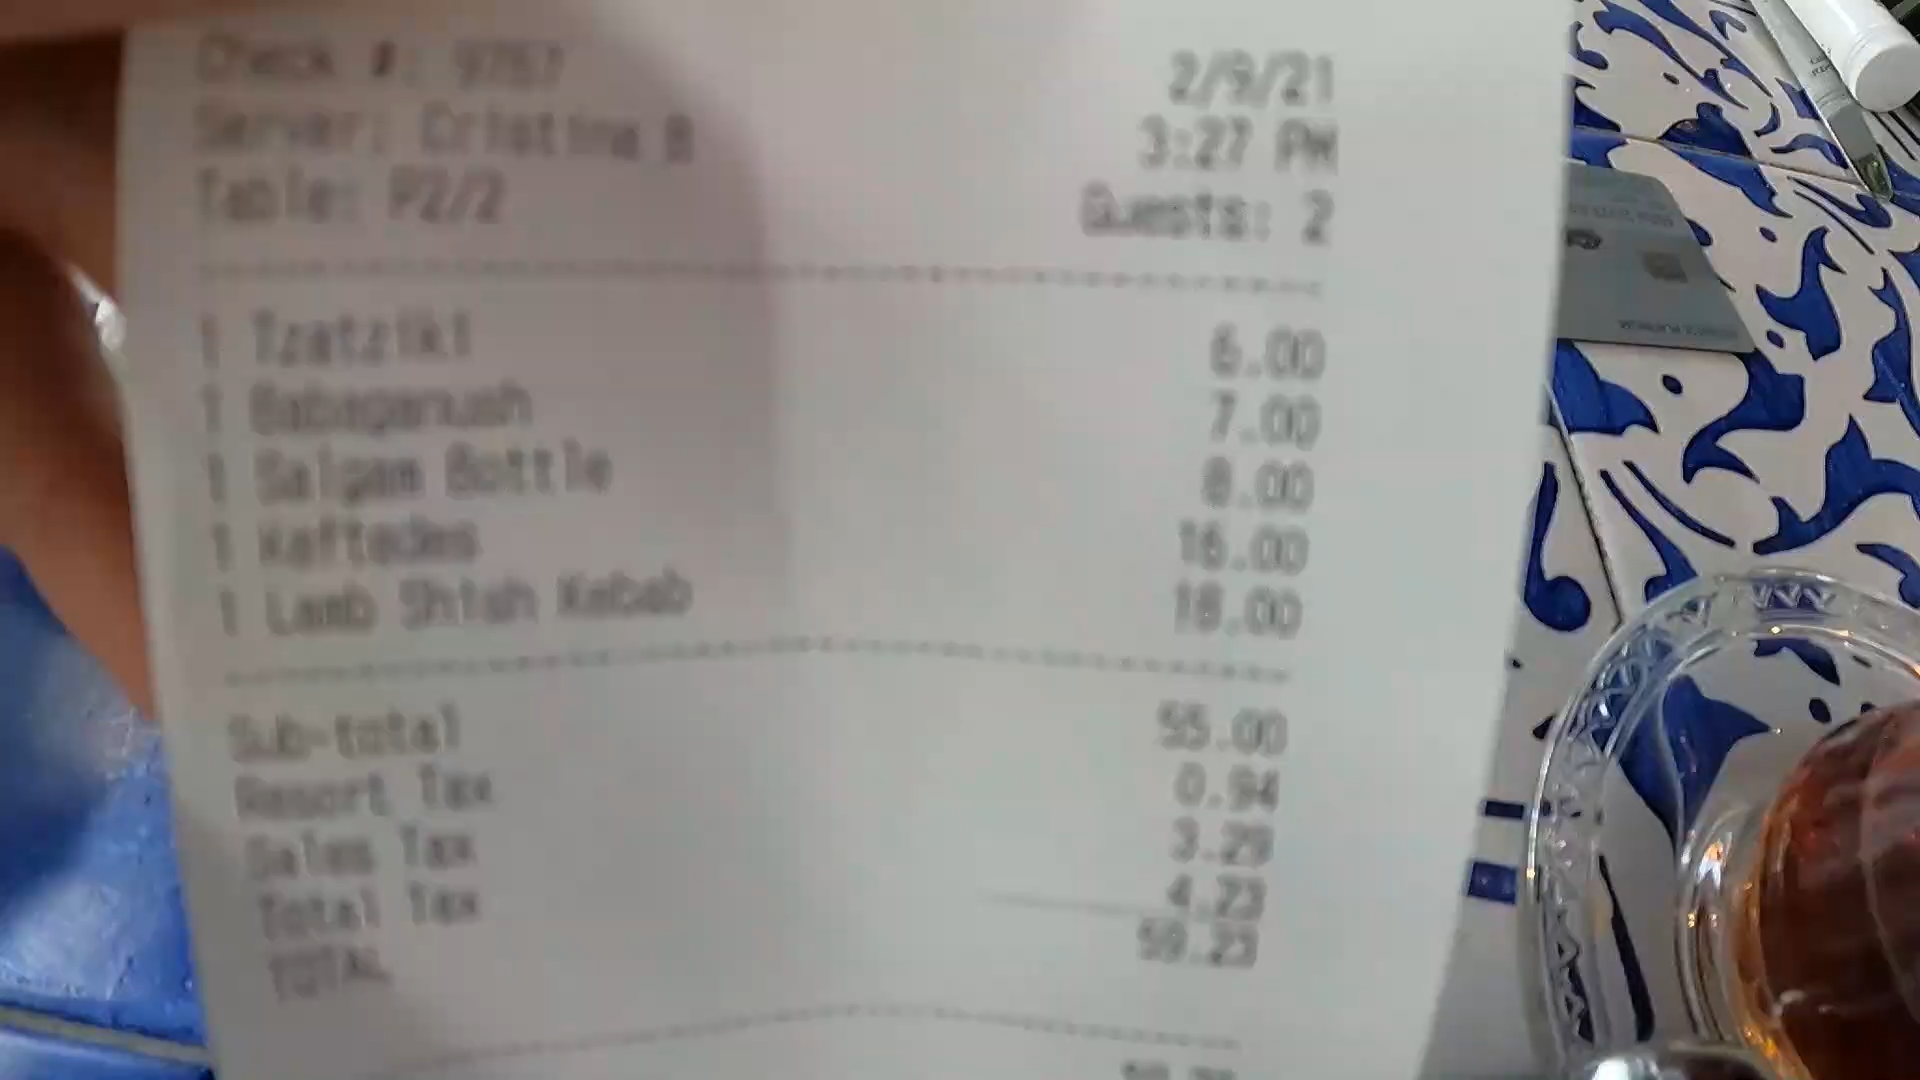 Check #: 9767 2/9/21
Server: Cristina B 3:27 PM
Table: P2/2 Guests: 2
1 Tzatziki 6.00
1 Babaganush 7.00
1 Salgam Bottle 8.00
1 Keftedes 16.00
1 Lamb Shish Kebab 18.00
Sub-total 55.00
Resort Tax 0.94
Sales Tax 3.29
Total Tax 4.23
TOTAL 59.23